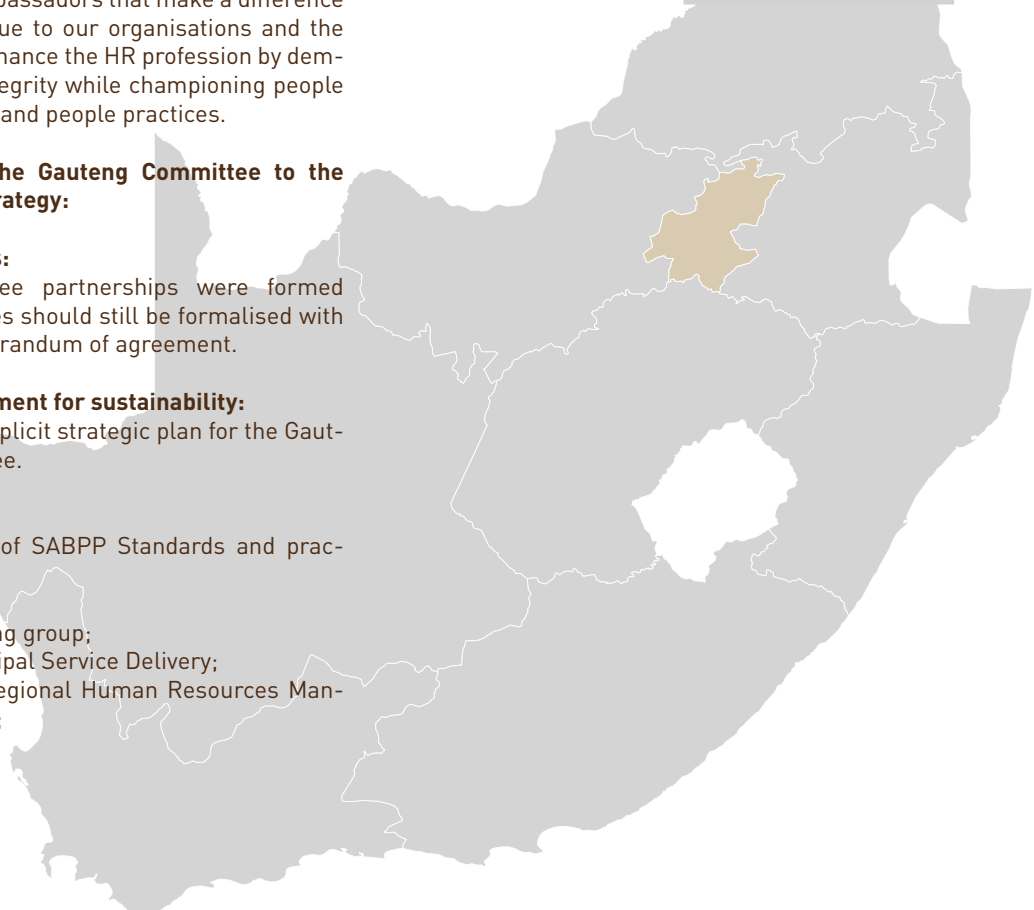 bassadors that make a difference
ue to our organisations and the
nhance the HR profession by dem-
egrity while championing people
and people practices.
he Gauteng Committee to the
rategy:
s:
ee partnerships were formed
es should still be formalised with
orandum of agreement.
ment for sustainability:
plicit strategic plan for the Gaut-
ee.
of SABPP Standards and prac-
ng group;
ipal Service Delivery;
egional Human Resources Man-
;